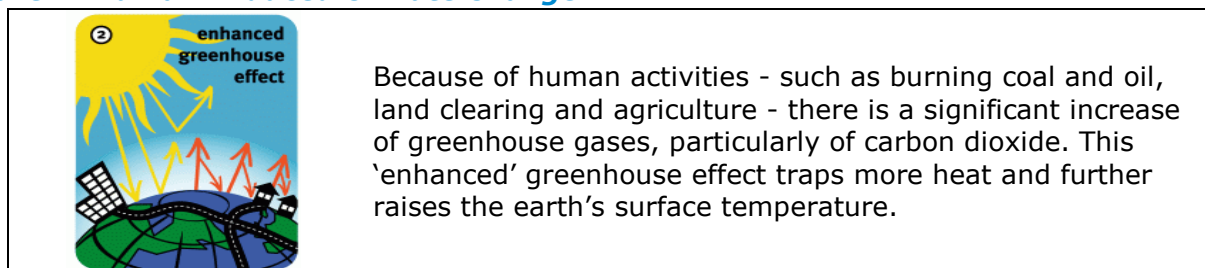 ②
enhanced
greenhouse
effect
Because of human activities - such as burning coal and oil,
land clearing and agriculture - there is a significant increase
of greenhouse gases, particularly of carbon dioxide. This
‘enhanced’ greenhouse effect traps more heat and further
raises the earth’s surface temperature.